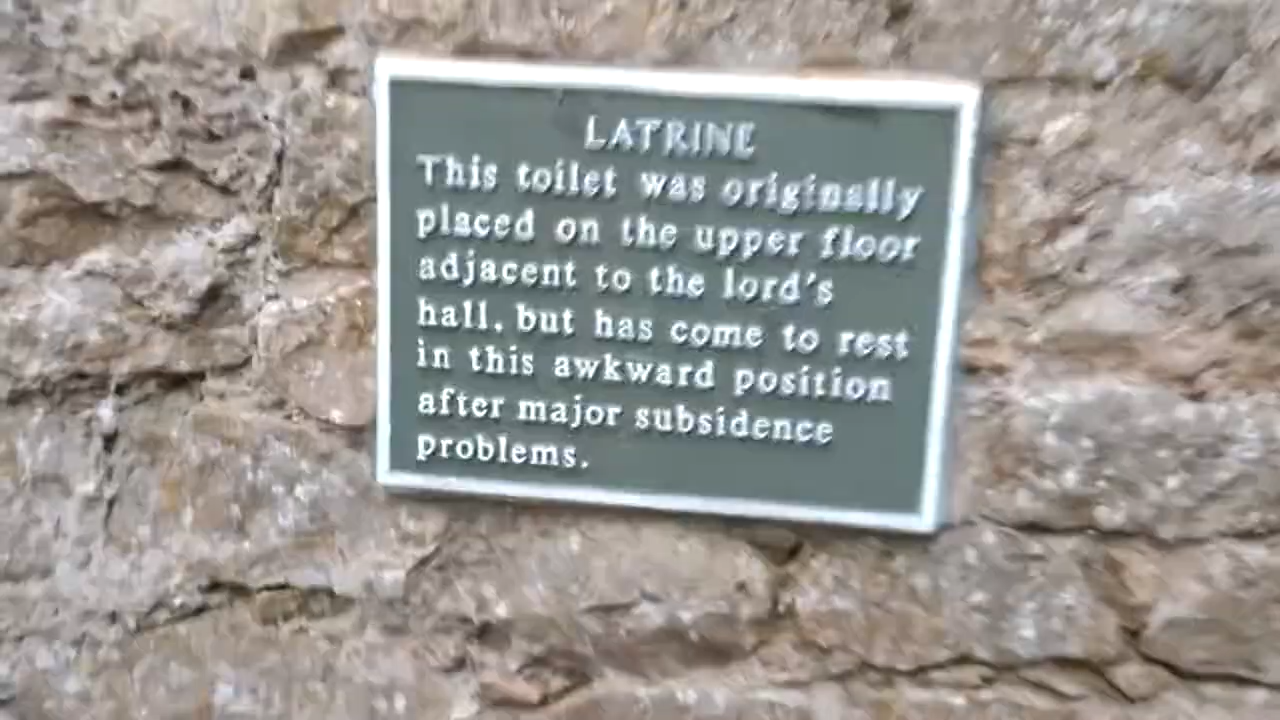 LATRINE
This toilet was originally
placed on the upper floor
adjacent to the lord's
hall, but has come to rest
in this awkward position
after major subsidence
problems.